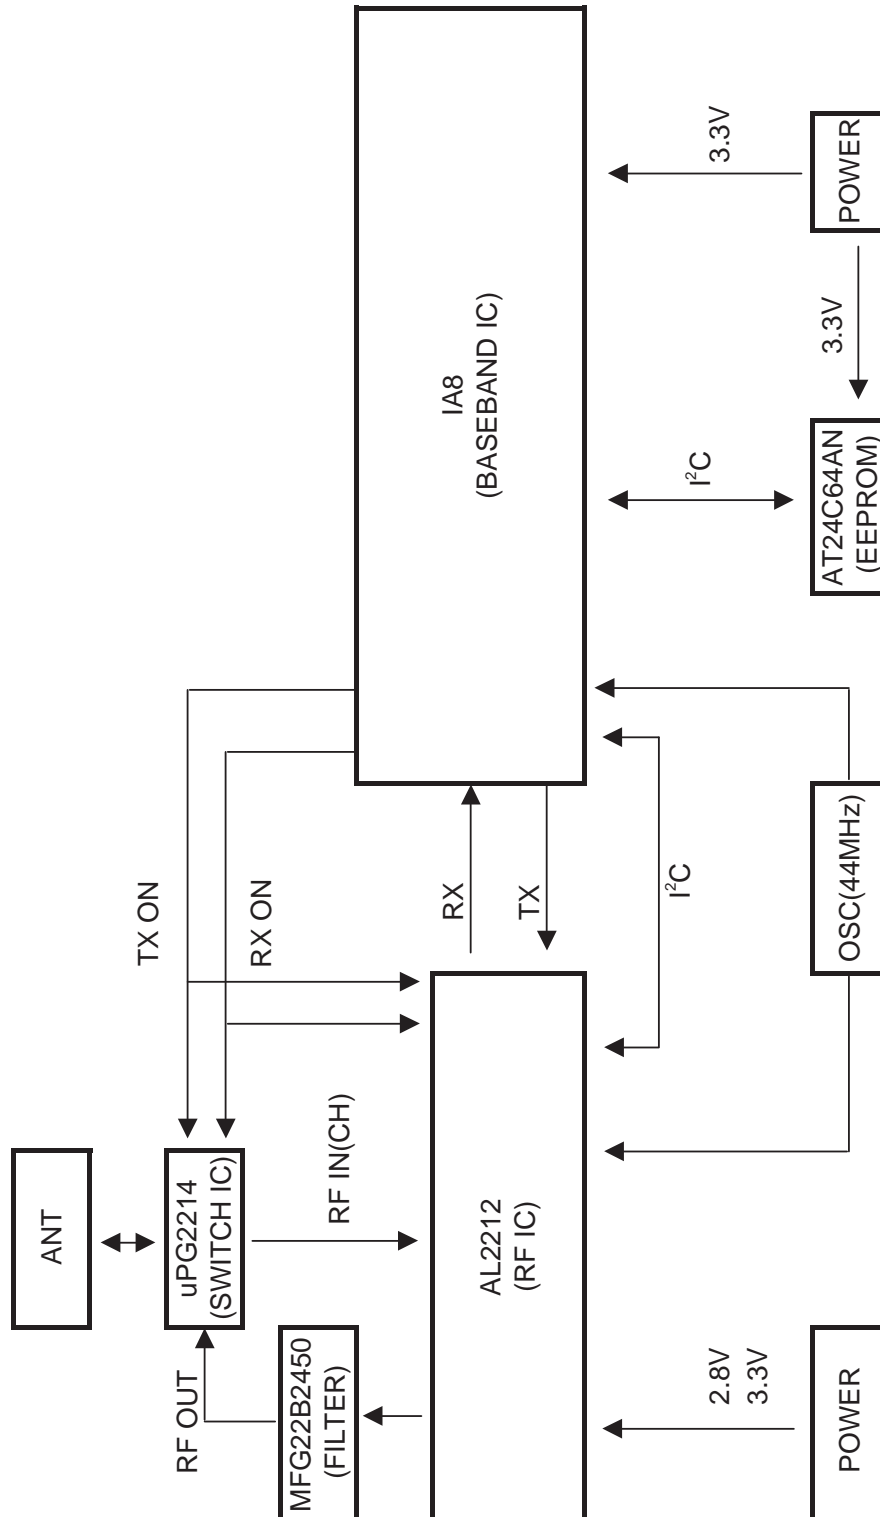 ANT
uPG2214
(SWITCH IC)
MFG22B2450
(FILTER)
RF OUT
RF IN(CH)
TX ON
RX ON
AL2212
(RF IC)
RX
TX
IA8
(BASEBAND IC)
I²C
I²C
2.8V
3.3V
3.3V
3.3V
POWER
OSC(44MHz)
AT24C64AN
(EEPROM)
POWER